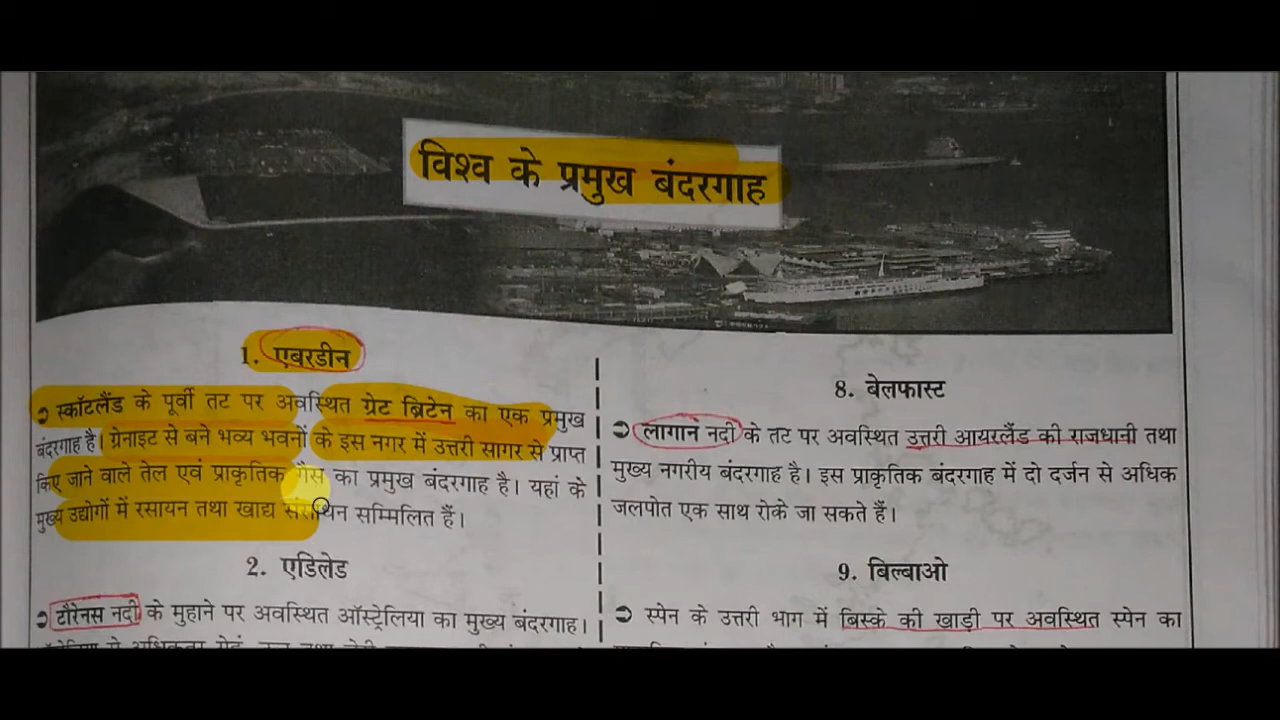 विश्व के प्रमुख बंदरगाह
1. एबरडीन
स्कॉटलैंड के पूर्वी तट पर अवस्थित ग्रेट ब्रिटेन का एक प्रमुख
बंदरगाह है। ग्रेनाइट से बने भव्य भवनों के इस नगर में उत्तरी सागर से प्राप्त
किए जाने वाले तेल एवं प्राकृतिक गैस का प्रमुख बंदरगाह है। यहां के
मुख्य उद्योगों में रसायन तथा खाद्य सम्मिलित हैं।
2. एडिलेड
टौरेनस नदी के मुहाने पर अवस्थित ऑस्ट्रेलिया का मुख्य बंदरगाह।
8. बेलफास्ट
लागान नदी के तट पर अवस्थित उत्तरी आयरलैंड की राजधानी तथा
मुख्य नगरीय बंदरगाह है। इस प्राकृतिक बंदरगाह में दो दर्जन से अधिक
जलपोत एक साथ रोके जा सकते हैं।
9. बिल्बाओ
स्पेन के उत्तरी भाग में बिस्के की खाड़ी पर अवस्थित स्पेन का